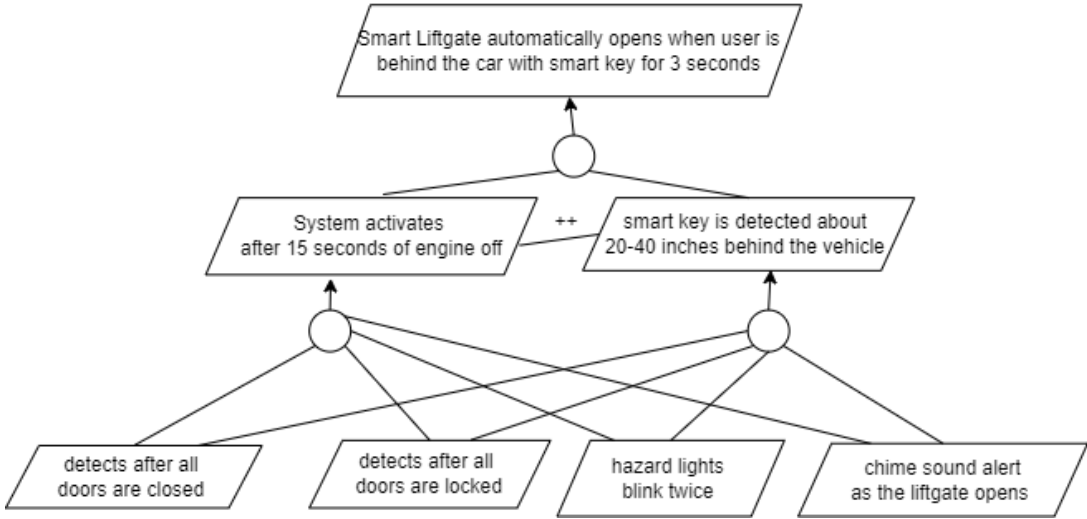 Smart Liftgate automatically opens when user is
behind the car with smart key for 3 seconds
System activates
after 15 seconds of engine off
++
smart key is detected about
20-40 inches behind the vehicle
detects after all
doors are closed
detects after all
doors are locked
hazard lights
blink twice
chime sound alert
as the liftgate opens